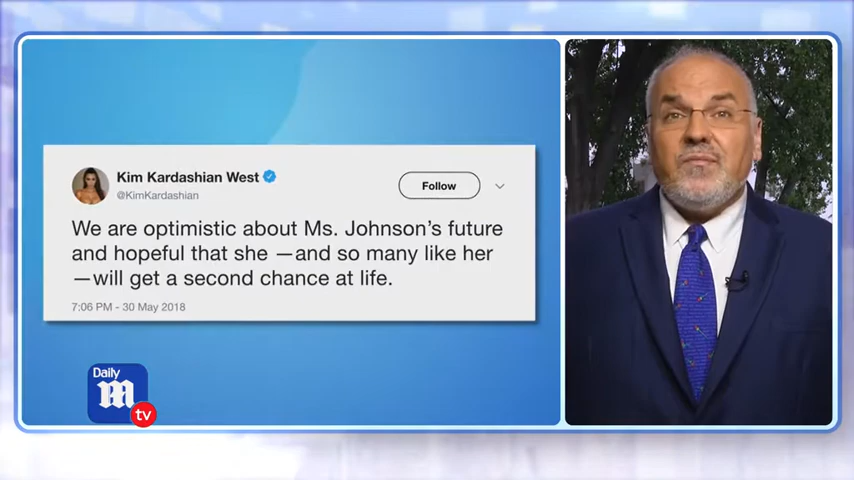 Kim Kardashian West
@KimKardashian
Follow
We are optimistic about Ms. Johnson's future
and hopeful that she —and so many like her
—will get a second chance at life.
7:06 PM - 30 May 2018
Daily
M
tv